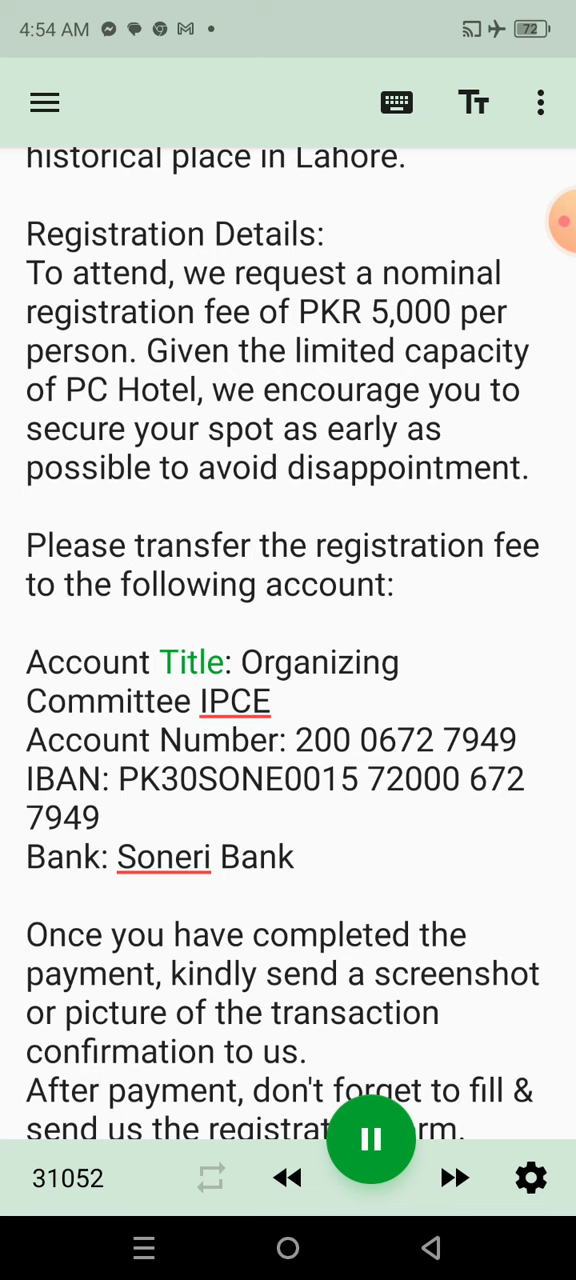 4:54 AM
72
historical place in Lahore.
Registration Details:
To attend, we request a nominal
registration fee of PKR 5,000 per
person. Given the limited capacity
of PC Hotel, we encourage you to
secure your spot as early as
possible to avoid disappointment.
Please transfer the registration fee
to the following account:
Account Title: Organizing
Committee IPCE
Account Number: 200 0672 7949
IBAN: PK30SONE0015 72000 672
7949
Bank: Soneri Bank
Once you have completed the
payment, kindly send a screenshot
or picture of the transaction
confirmation to us.
After payment, don't forget to fill &
send us the registrat rm.
31052